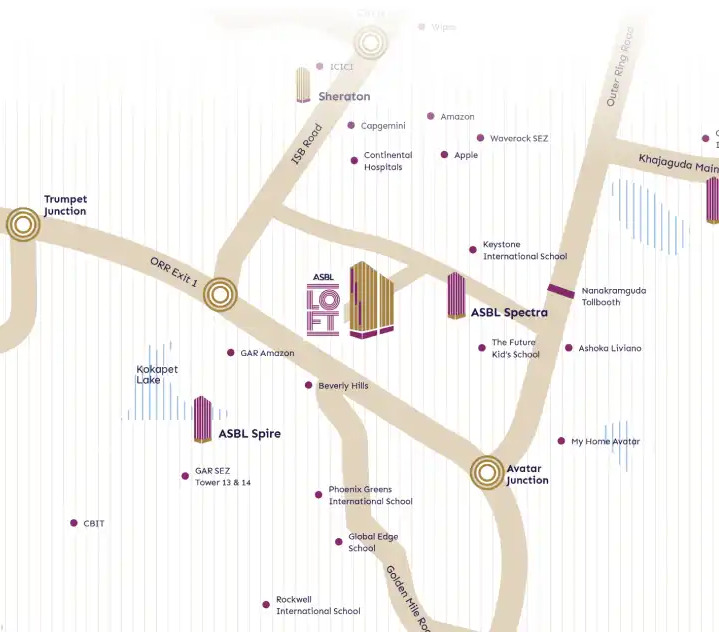 Wipro
ICICI
Sheraton
Outer Ring Road
Amazon
Capgemini
Waverock SEZ
ISB Road
Continental
Hospitals
Apple
Khajaguda Main
Trumpet
Junction
Keystone
International School
ORR Exit 1
ASBL
LOFT
Nanakramguda
Tollbooth
ASBL Spectra
The Future
Kid's School
Ashoka Liviano
GAR Amazon
Kokapet
Lake
Beverly Hills
ASBL Spire
My Home Avatar
GAR SEZ
Tower 13 & 14
Avatar
Junction
Phoenix Greens
International School
CBIT
Global Edge
School
Golden Mile Roa
Rockwell
International School